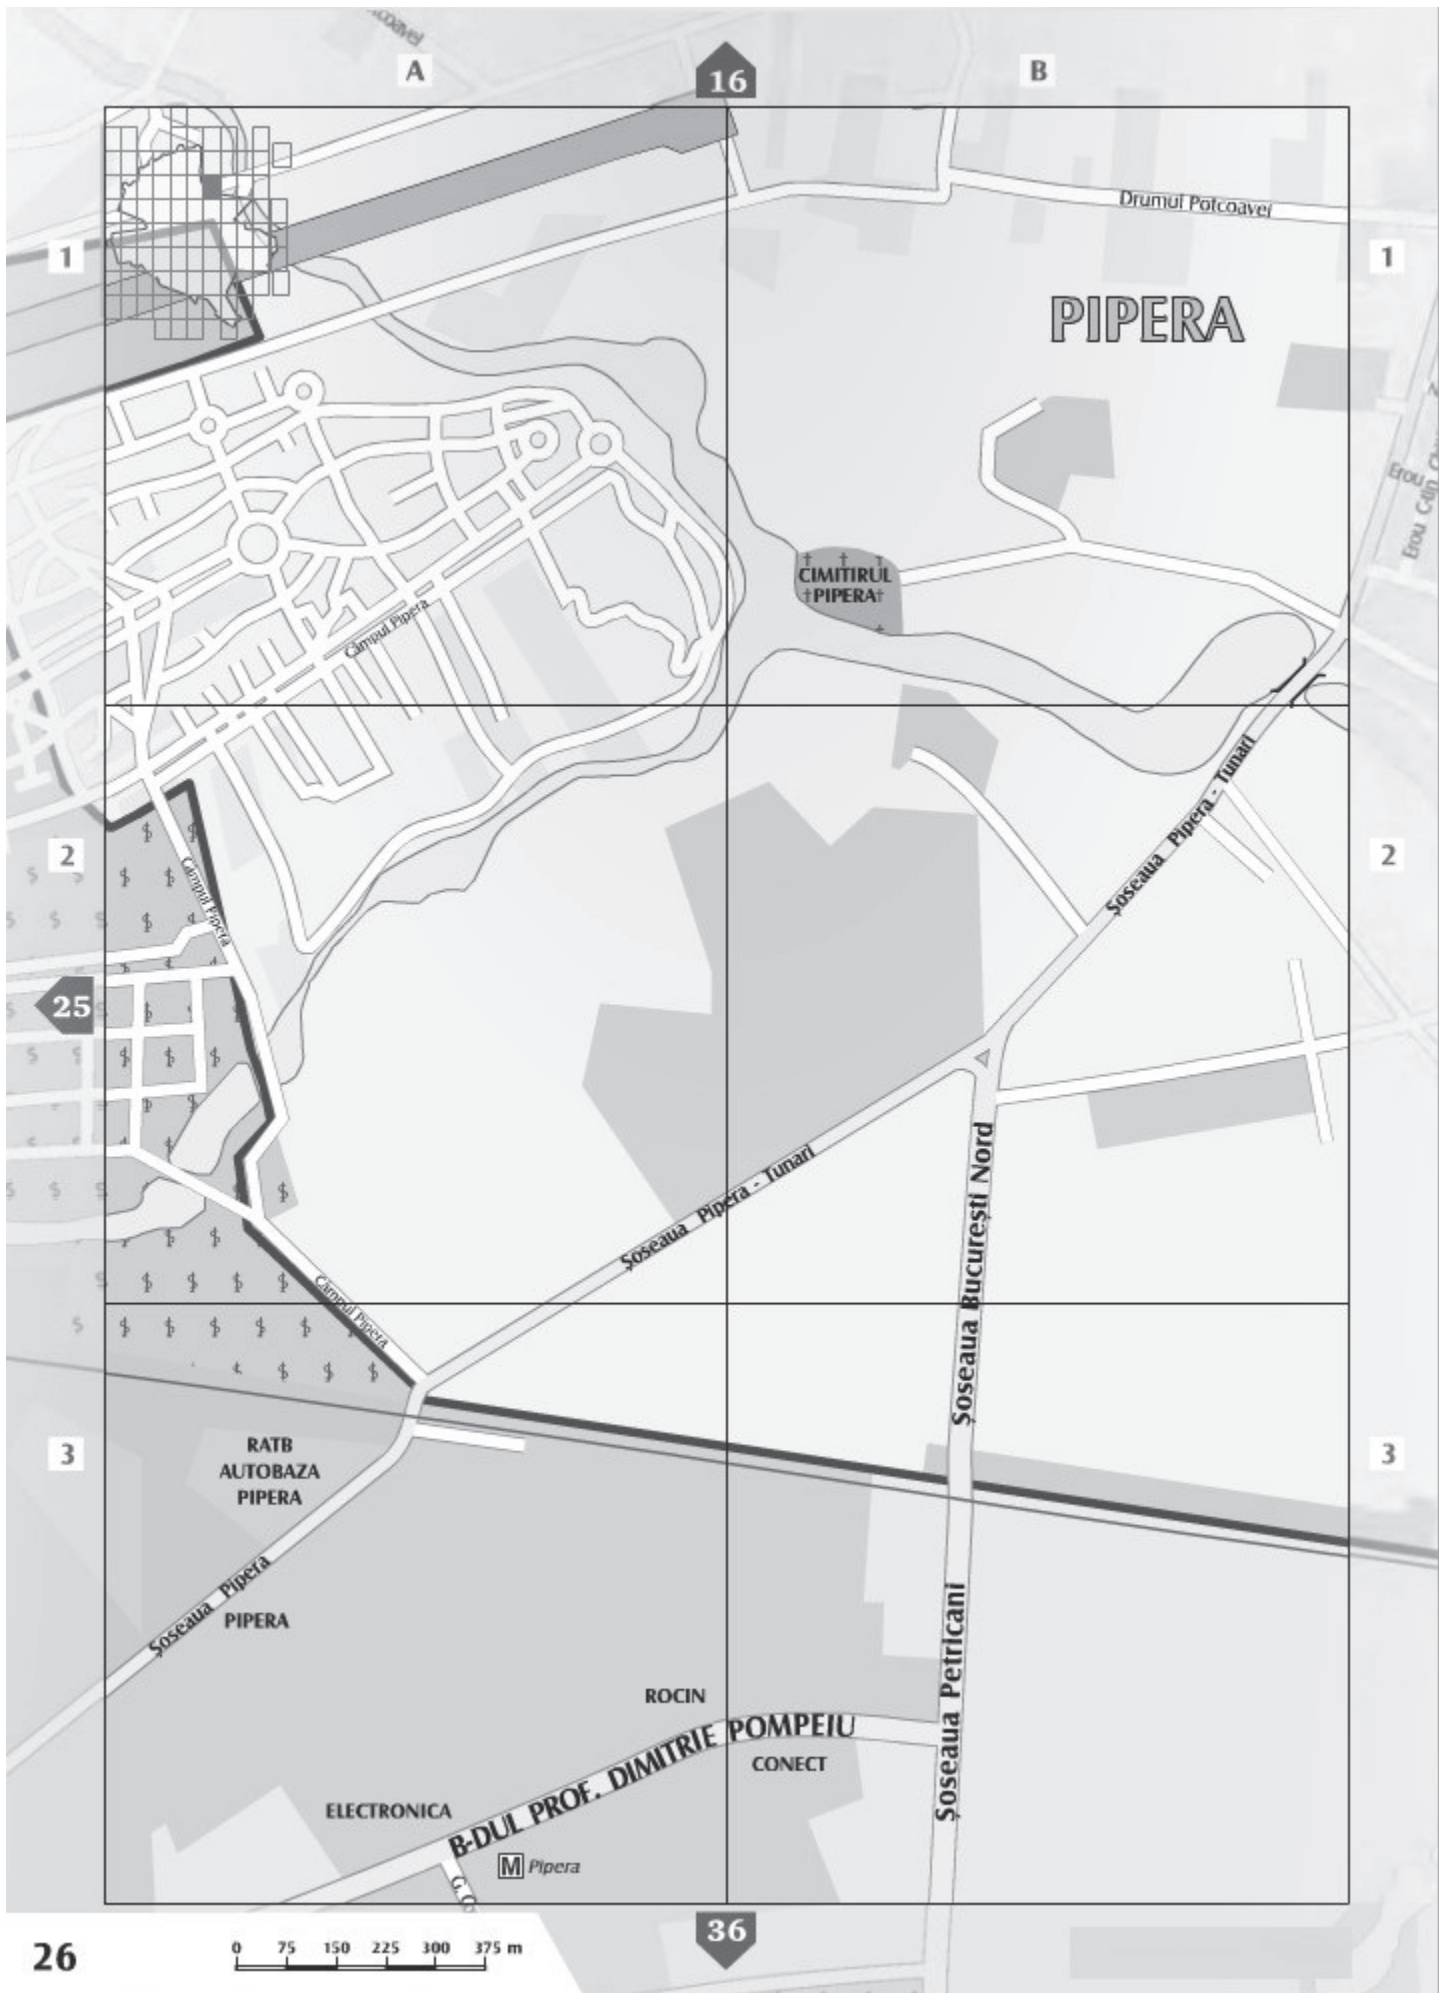 A
16
B
Drumul Potcoavei
1
1
PIPERA
Erou
CIMITIRUL
PIPERA
Câmpul Pipera
Șoseaua Pipera - Tunari
2
2
Câmpul Pipera
25
Șoseaua Pipera - Tunari
Șoseaua București Nord
Câmpul Pipera
3
3
RATB
AUTOBAZA
PIPERA
Șoseaua Pipera
PIPERA
Șoseaua Petricani
ROCIN
B-DUL PROF. DIMITRIE POMPEIU
CONECT
ELECTRONICA
M Pipera
36
26
0 75 150 225 300 375 m